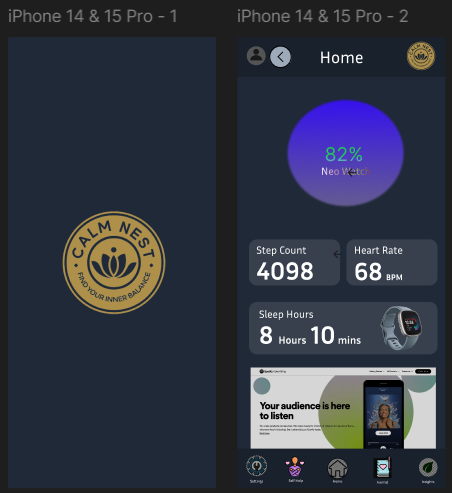 iPhone 14 & 15 Pro - 1
CALM NEST
FIND YOUR INNER BALANCE
iPhone 14 & 15 Pro - 2
Home
82%
Neo Watch
Step Count
4098
Heart Rate
68 BPM
Sleep Hours
8 Hours 10 mins
Your audience is here
to listen
Settings
Self Help
Home
Journal
Insights